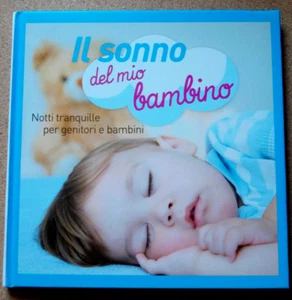 Il sonno
del mio
bambino
Notti tranquille
per genitori e bambini